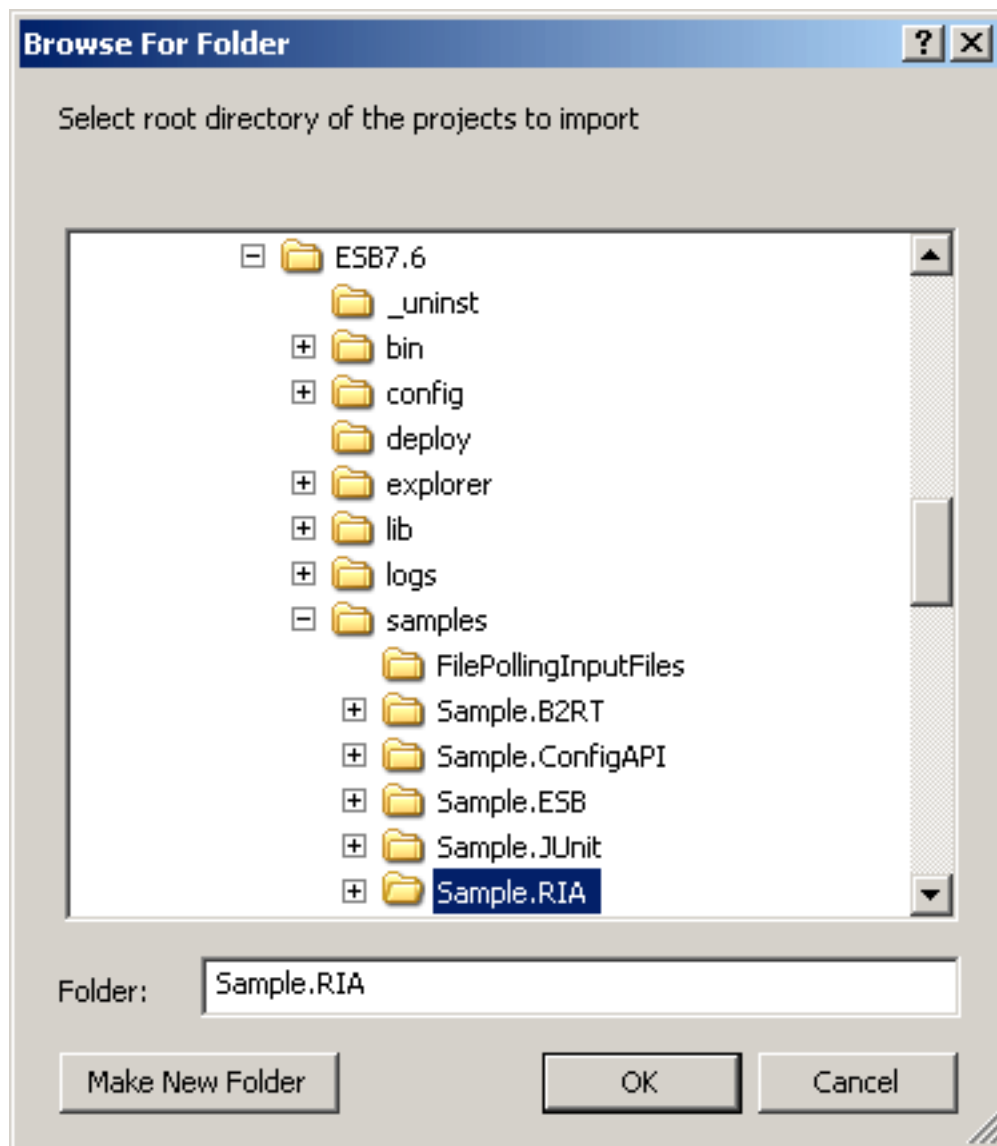 Browse For Folder
Select root directory of the projects to import
ESB7.6
_uninst
bin
config
deploy
explorer
lib
logs
samples
FilePollingInputFiles
Sample.B2RT
Sample.ConfigAPI
Sample.ESB
Sample.JUnit
Sample.RIA
Folder: Sample.RIA
Make New Folder OK Cancel